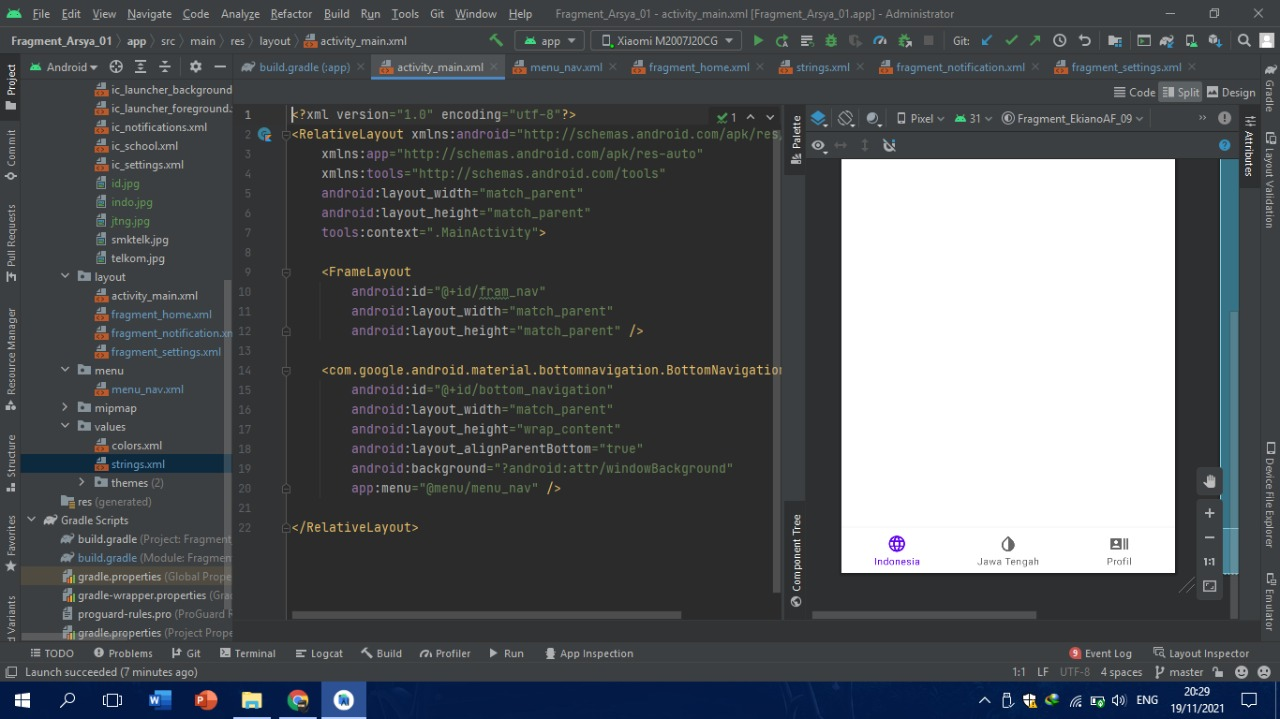 File Edit View Navigate Code Analyze Refactor Build Run Tools Git Window Help Fragment_Arsya_01 - activity_main.xml [Fragment_Arsya_01.app] - Administrator
Fragment_Arsya_01 app src main res layout activity_main.xml app Xiaomi M2007J20CG Git:
Project
Commit
Pull Requests
Resource Manager
Structure
Favorites
d Variants
Android
ic_launcher_background
ic_launcher_foreground.
ic_notifications.xml
ic_school.xml
ic_settings.xml
id.jpg
indo.jpg
jtng.jpg
smktelk.jpg
telkom.jpg
layout
activity_main.xml
fragment_home.xml
fragment_notification.xn
fragment_settings.xml
menu
menu_nav.xml
mipmap
values
colors.xml
strings.xml
themes (2)
res (generated)
Gradle Scripts
build.gradle (Project: Fragment
build.gradle (Module: Fragmen
gradle.properties (Global Prope
gradle-wrapper.properties (Gra
proguard-rules.pro (ProGuard R
gradle.properties (Project Prope
build.gradle (:app) activity_main.xml menu_nav.xml fragment_home.xml strings.xml fragment_notification.xml fragment_settings.xml
Code Split Design
1 <?xml version="1.0" encoding="utf-8"?>
2 <RelativeLayout xmlns:android="http://schemas.android.com/apk/res/
3 xmlns:app="http://schemas.android.com/apk/res-auto"
4 xmlns:tools="http://schemas.android.com/tools"
5 android:layout_width="match_parent"
6 android:layout_height="match_parent"
7 tools:context=".MainActivity">
8
9 <FrameLayout
10 android:id="@+id/fram_nav"
11 android:layout_width="match_parent"
12 android:layout_height="match_parent" />
13
14 <com.google.android.material.bottomnavigation.BottomNavigation
15 android:id="@+id/bottom_navigation"
16 android:layout_width="match_parent"
17 android:layout_height="wrap_content"
18 android:layout_alignParentBottom="true"
19 android:background="?android:attr/windowBackground"
20 app:menu="@menu/menu_nav" />
21
22 </RelativeLayout>
1
Palette
Component Tree
Pixel 31 Fragment_EkianoAF_09
Indonesia Jawa Tengah Profil
1:1
Attributes
Gradle
Layout Validation
Device File Explorer
Emulator
TODO Problems Git Terminal Logcat Build Profiler Run App Inspection 9 Event Log Layout Inspector
Launch succeeded (7 minutes ago) 1:1 LF UTF-8 4 spaces master
ENG 20:29
19/11/2021